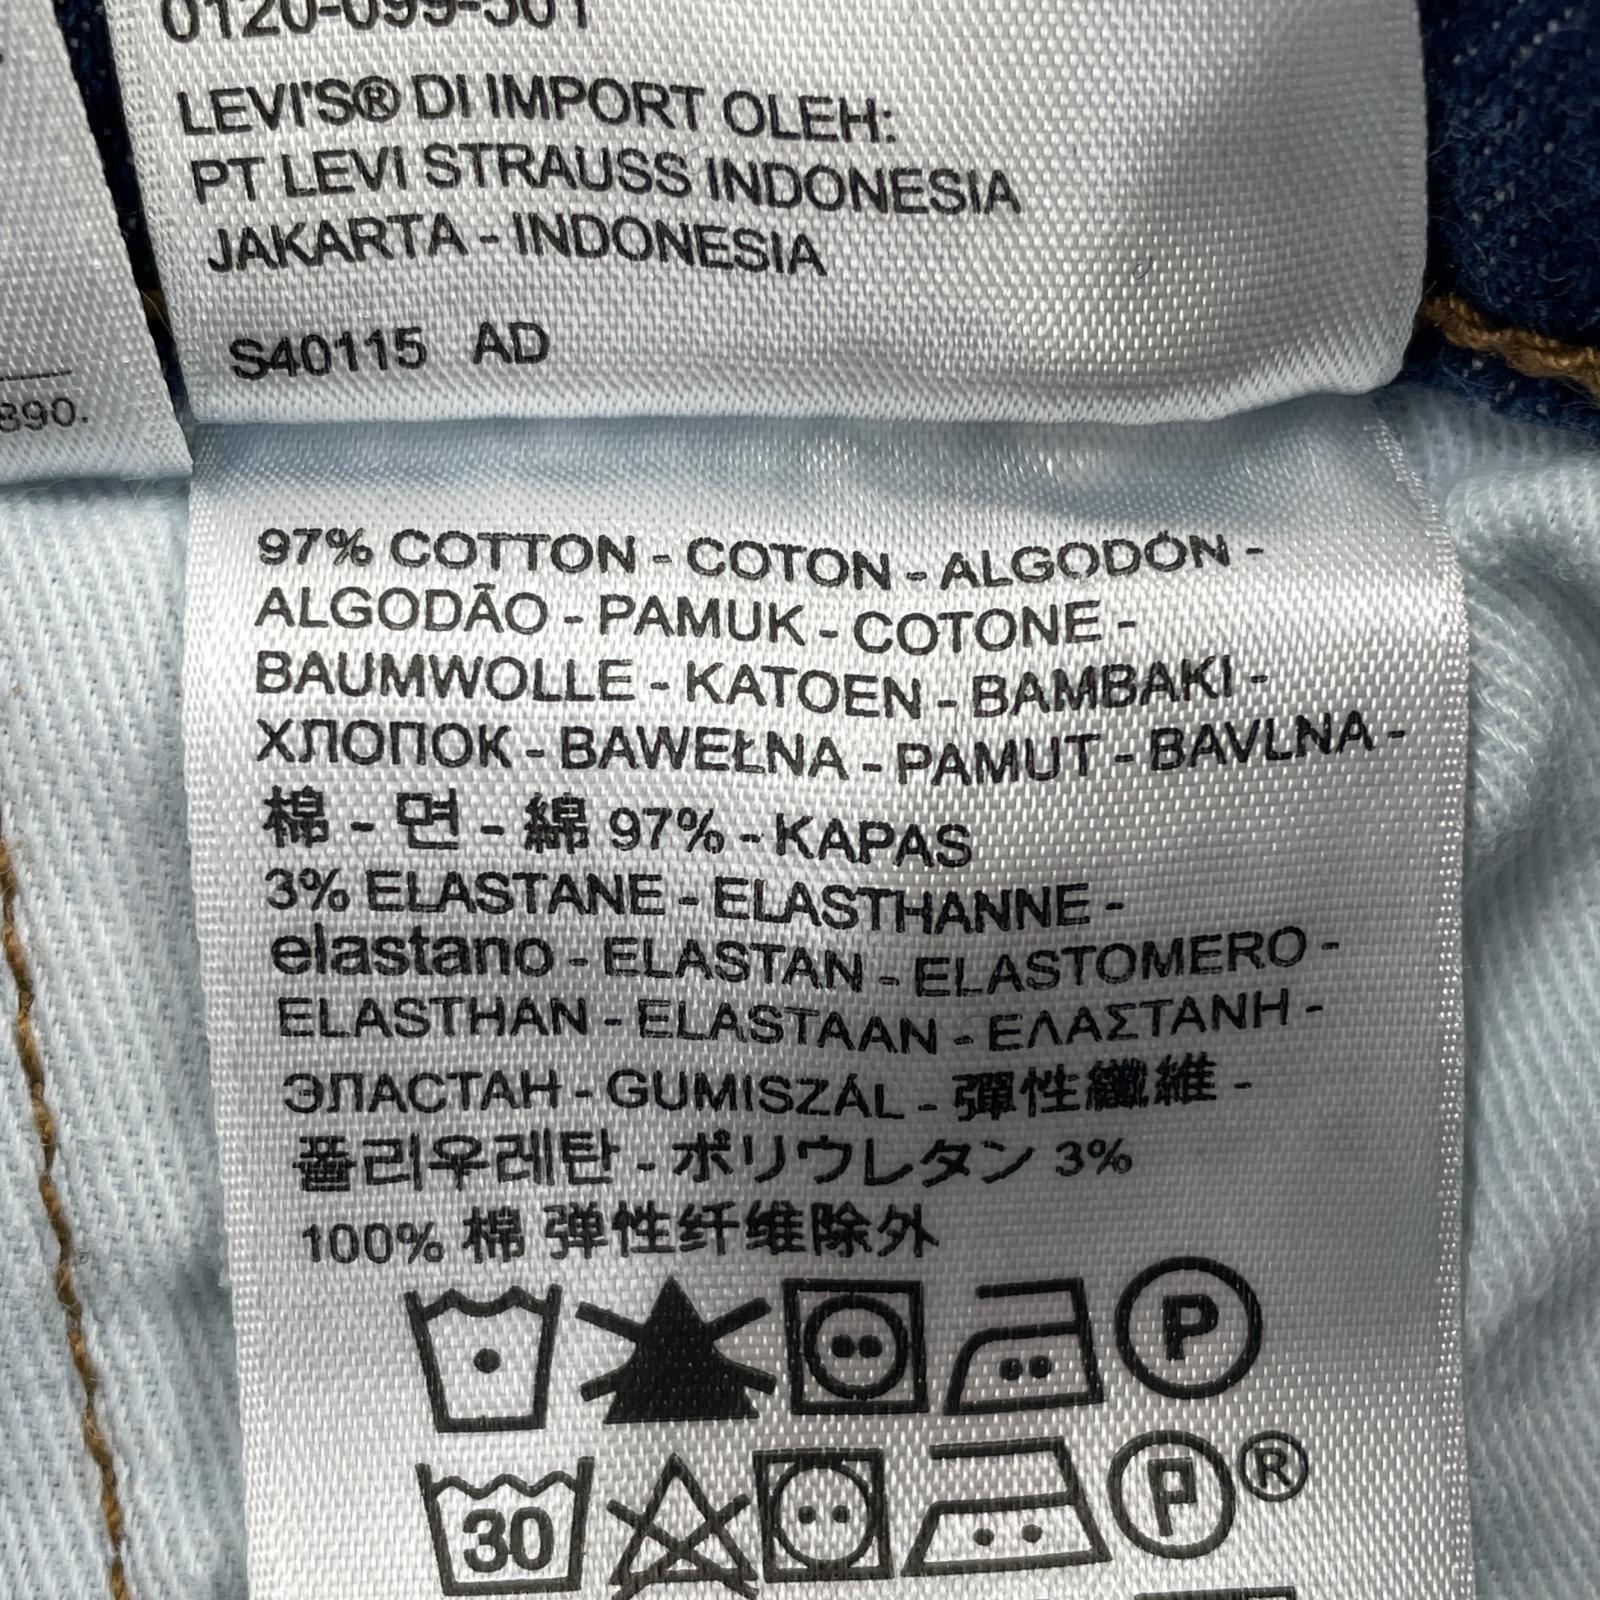 0120-099-501
LEVI'S® DI IMPORT OLEH:
PT LEVI STRAUSS INDONESIA
JAKARTA - INDONESIA
S40115 AD
890.
97% COTTON - COTON - ALGODÓN -
ALGODÃO - PAMUK - COTONE -
BAUMWOLLE - KATOEN - BAMBAKI -
ХЛОПОК - BAWEŁNA - PAMUT - BAVLNA -
棉 - 면 - 綿 97% - KAPAS
3% ELASTANE - ELASTHANNE -
elastano - ELASTAN - ELASTOMERO -
ELASTHAN - ELASTAAN - ΕΛΑΣΤΑΝΗ -
ЭЛАСТАН - GUMISZÁL - 彈性纖維 -
폴리우레탄 - ポリウレタン 3%
100% 棉 弹性纤维除外
P
30 P ®